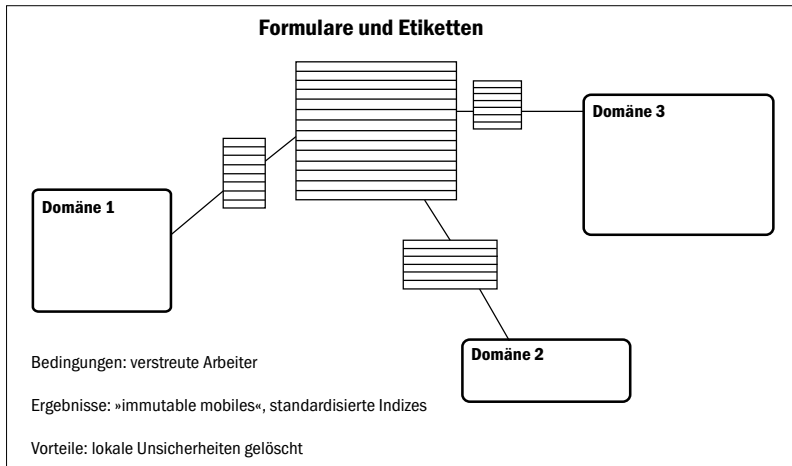 Formulare und Etiketten
Domäne 3
Domäne 1
Domäne 2
Bedingungen: verstreute Arbeiter
Ergebnisse: »immutable mobiles«, standardisierte Indizes
Vorteile: lokale Unsicherheiten gelöscht